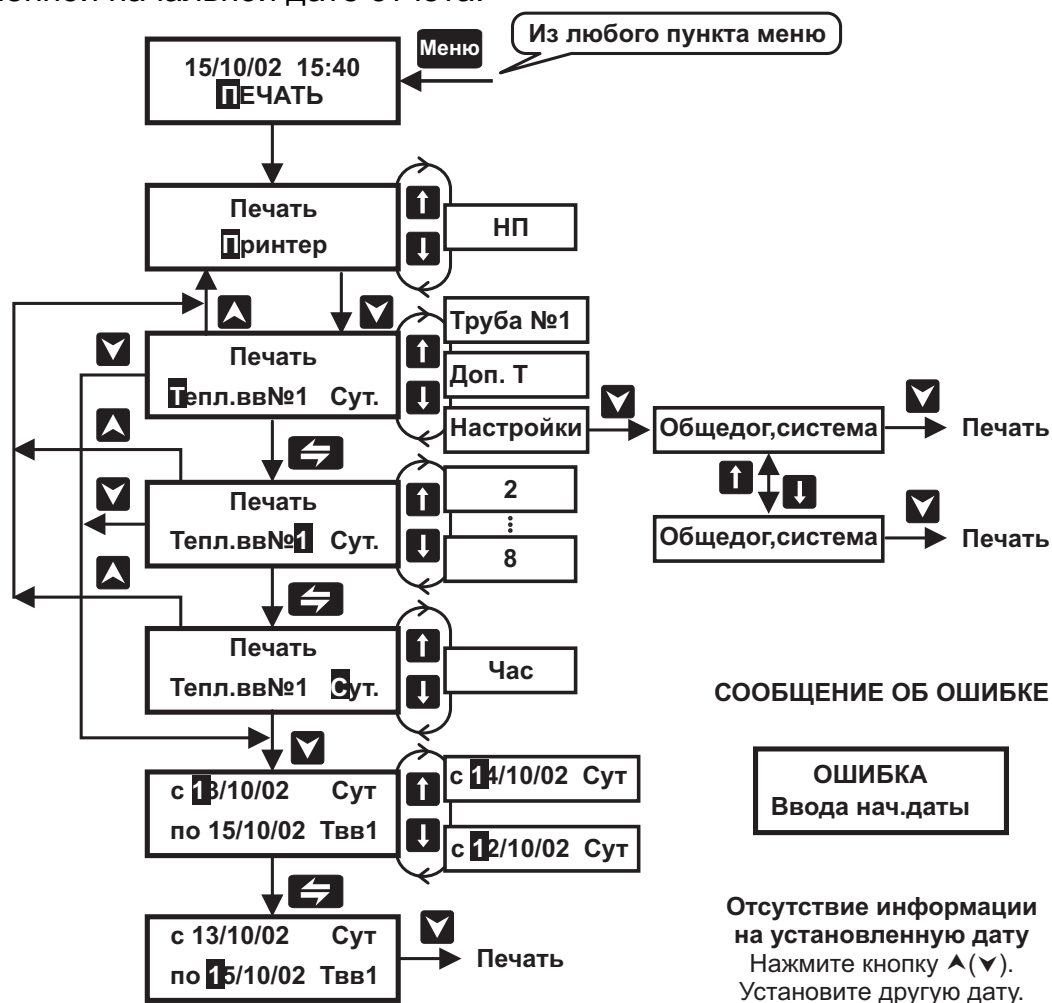 Из любого пункта меню
Меню
15/10/02 15:40
ПЕЧАТЬ
Печать
Принтер
НП
Печать
Тепл.вв№1 Сут.
Труба №1
Доп. Т
Настройки
Общедог,система
Печать
Общедог,система
Печать
Печать
Тепл.вв№1 Сут.
2
8
Печать
Тепл.вв№1 Сут.
Час
с 13/10/02 Сут
по 15/10/02 Твв1
с 14/10/02 Сут
с 12/10/02 Сут
с 13/10/02 Сут
по 15/10/02 Твв1
Печать
СООБЩЕНИЕ ОБ ОШИБКЕ
ОШИБКА
Ввода нач.даты
Отсутствие информации
на установленную дату
Нажмите кнопку ⮝(⮟).
Установите другую дату.